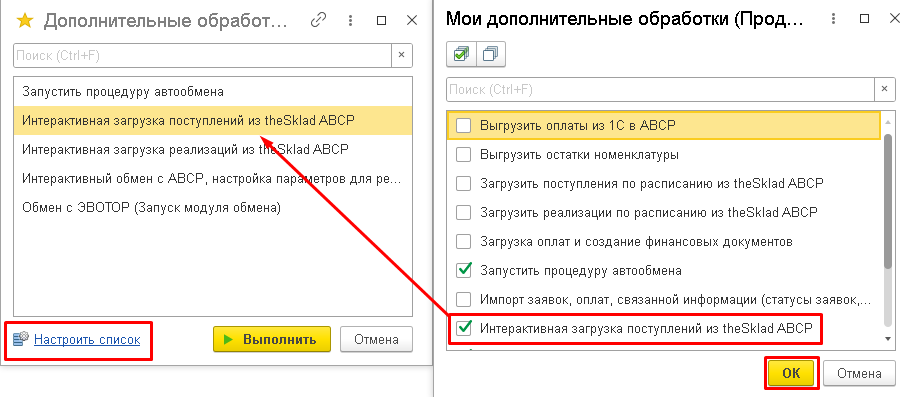 Дополнительные обработ...
Поиск (Ctrl+F)
Запустить процедуру автообмена
Интерактивная загрузка поступлений из theSklad ABCP
Интерактивная загрузка реализаций из theSklad ABCP
Интерактивный обмен с ABCP, настройка параметров для ре...
Обмен с ЭВОТОР (Запуск модуля обмена)
Настроить список
Выполнить
Отмена
Мои дополнительные обработки (Прод...
Поиск (Ctrl+F)
Выгрузить оплаты из 1С в ABCP
Выгрузить остатки номенклатуры
Загрузить поступления по расписанию из theSklad ABCP
Загрузить реализации по расписанию из theSklad ABCP
Загрузка оплат и создание финансовых документов
Запустить процедуру автообмена
Импорт заявок, оплат, связанной информации (статусы заявок,...
Интерактивная загрузка поступлений из theSklad ABCP
ОК
Отмена